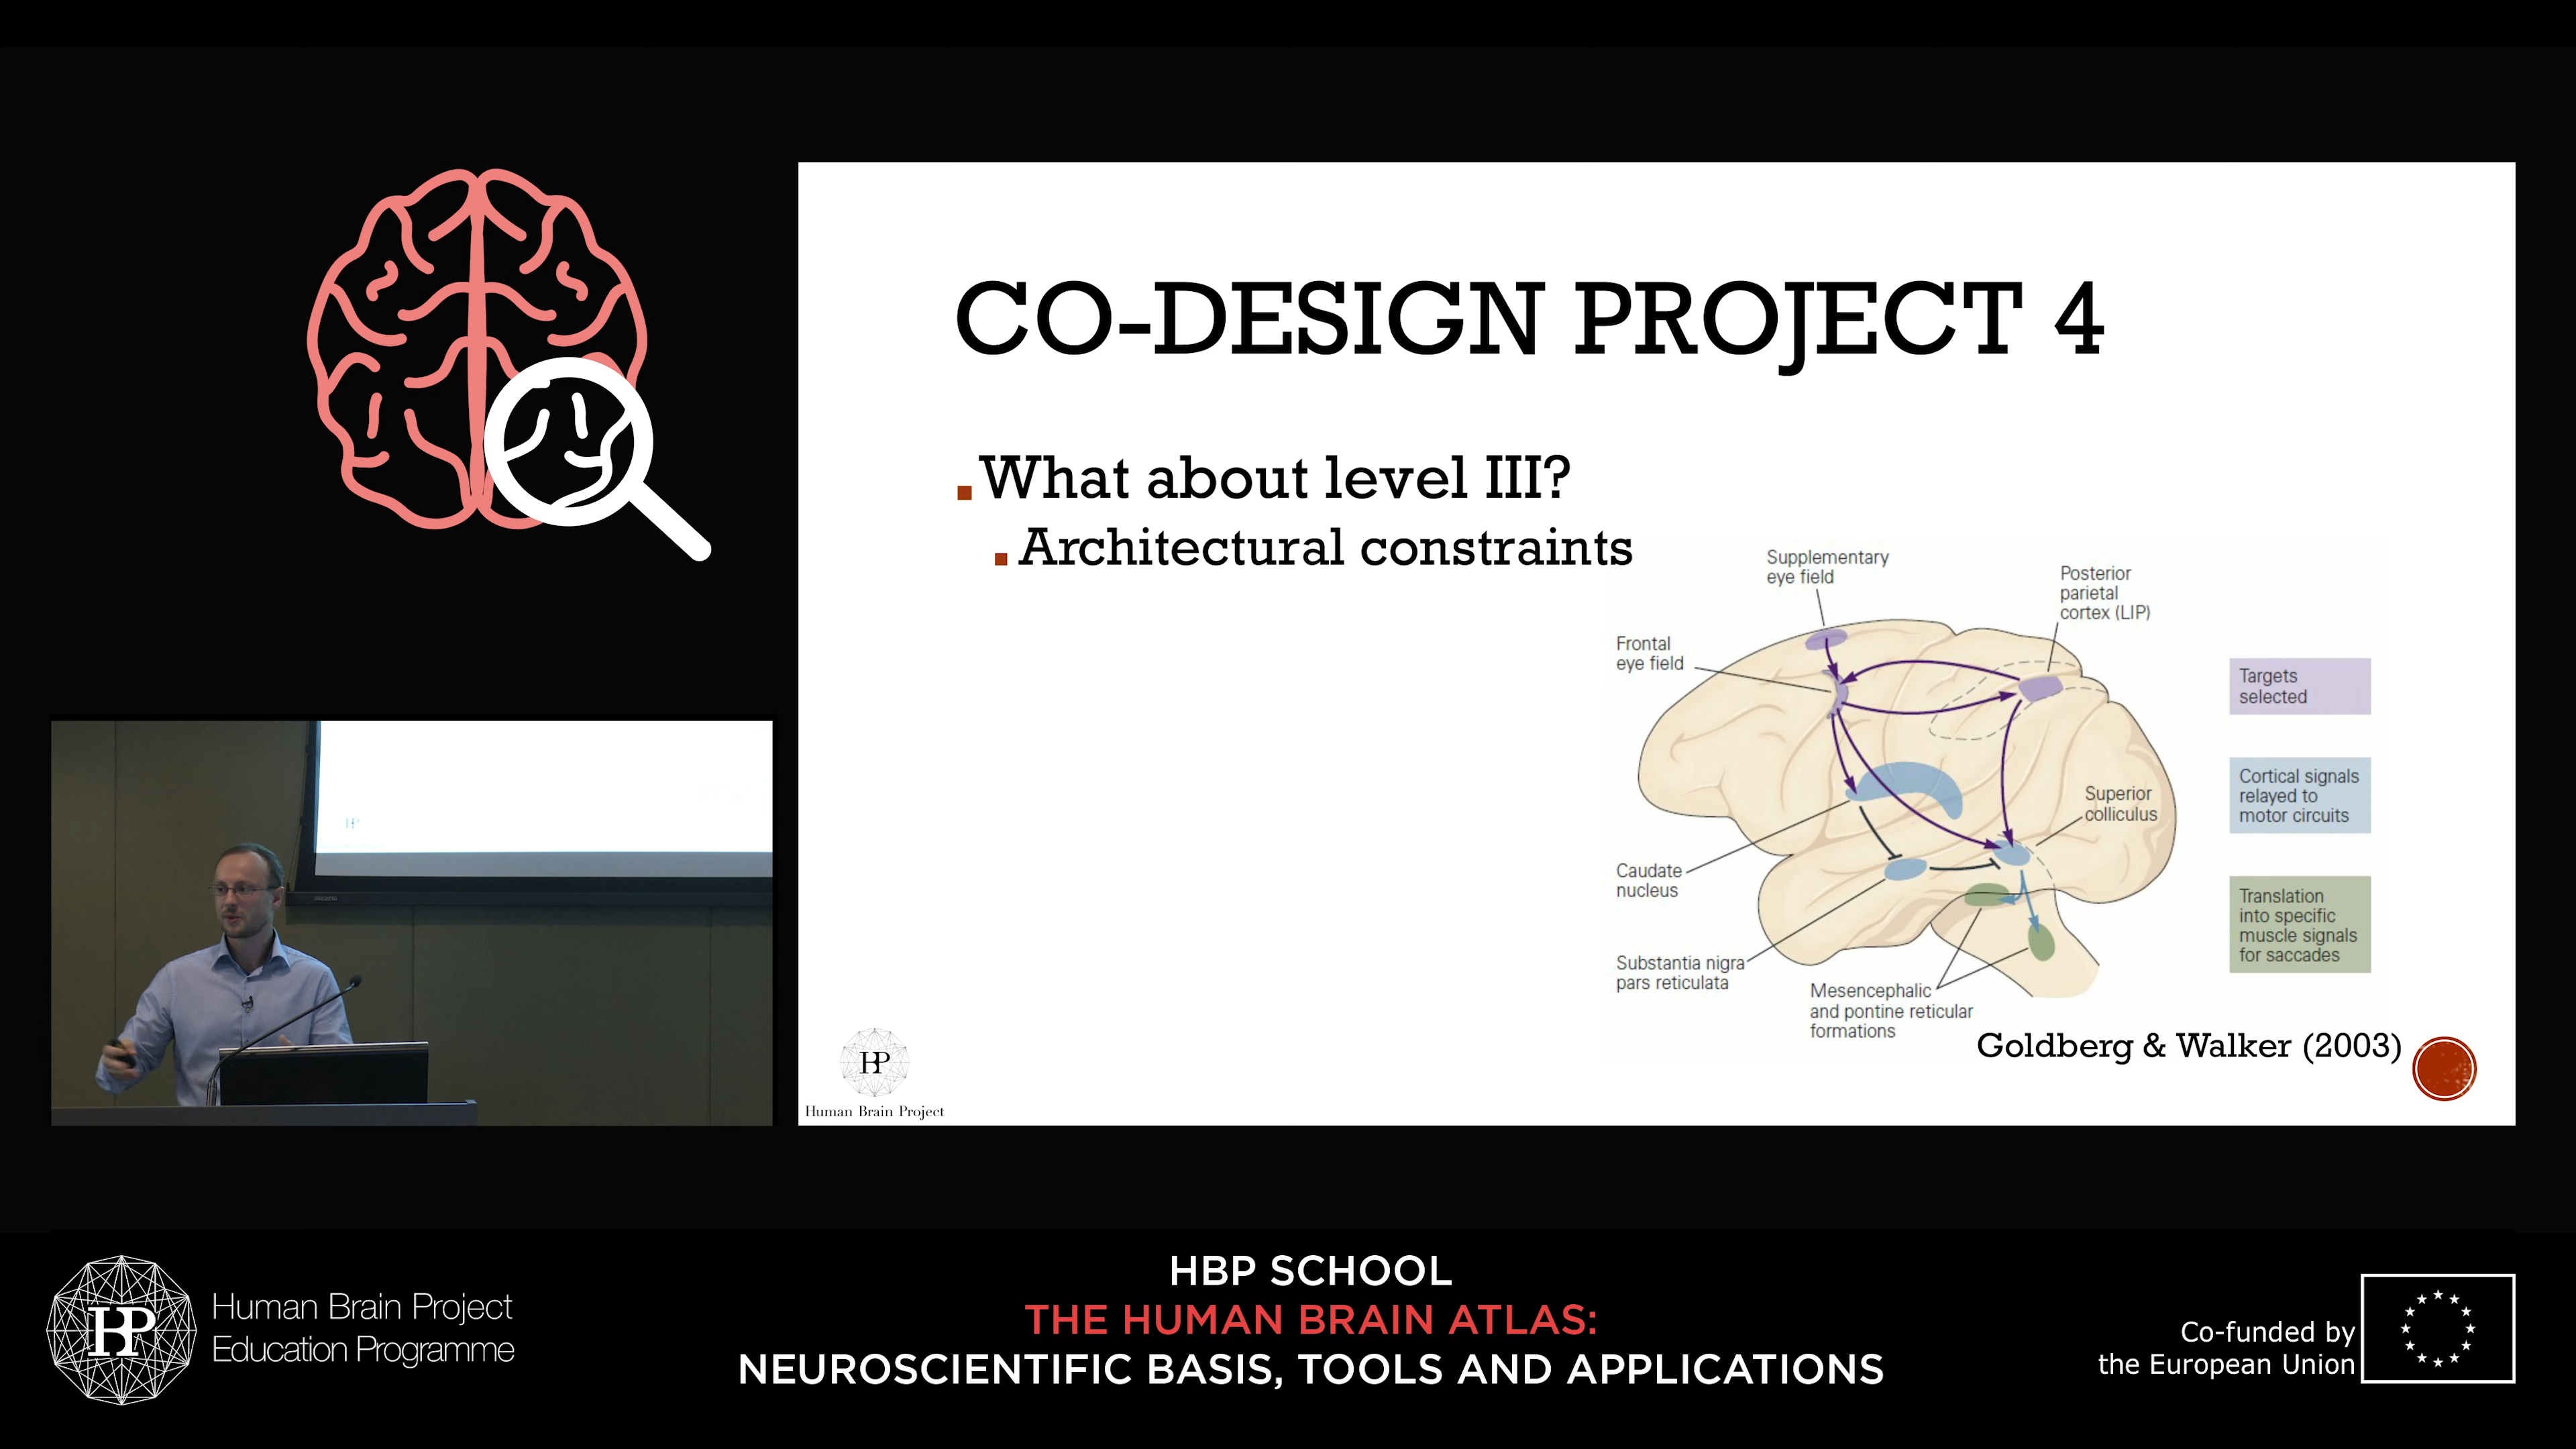 CO-DESIGN PROJECT 4
What about level III?
Architectural constraints
Supplementary
eye field
Posterior
parietal
cortex (LIP)
Frontal
eye field
Targets
selected
Cortical signals
relayed to
motor circuits
Superior
colliculus
Caudate
nucleus
Translation
into specific
muscle signals
for saccades
Substantia nigra
pars reticulata
Mesencephalic
and pontine reticular
formations
Goldberg & Walker (2003)
HBP
Human Brain Project
HBP
HBP
Human Brain Project
Education Programme
HBP SCHOOL
THE HUMAN BRAIN ATLAS:
NEUROSCIENTIFIC BASIS, TOOLS AND APPLICATIONS
Co-funded by
the European Union